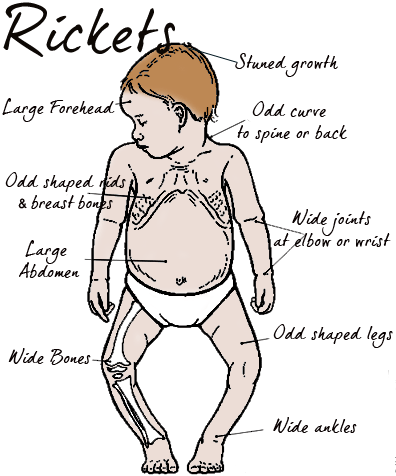 Rickets
Stuned growth
Large Forehead
Odd curve
to spine or back
Odd shaped rids
& breast bones
Wide joints
at elbow or wrist
Large
Abdomen
Odd shaped legs
Wide Bones
Wide ankles